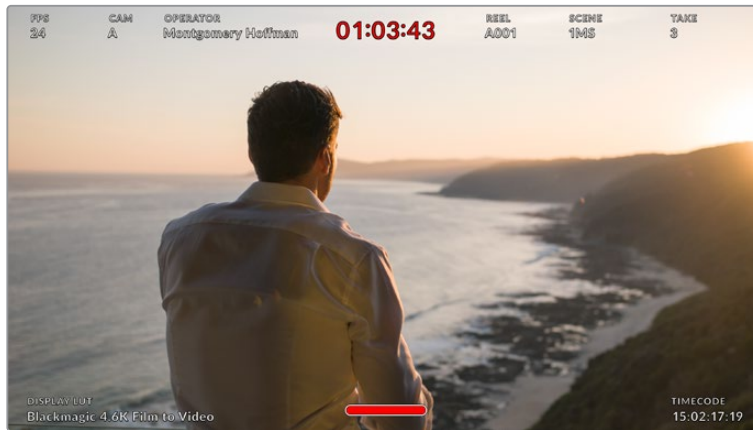 FPS
24
CAM
A
OPERATOR
Montgomery Hoffman
01:03:43
REEL
A001
SCENE
1MS
TAKE
3
DISPLAY LUT
Blackmagic 4.6K Film to Video
TIMECODE
15:02:17:19